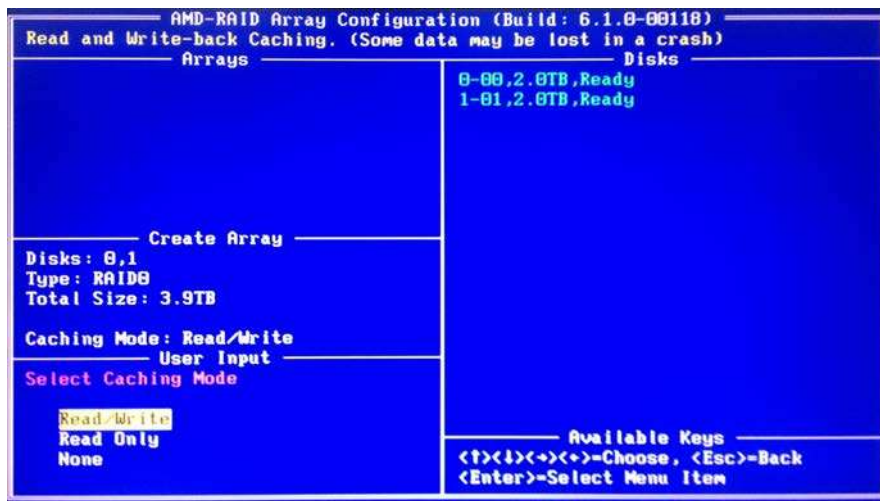 AMD-RAID Array Configuration (Build: 6.1.0-00118)
Read and Write-back Caching. (Some data may be lost in a crash)
Arrays
Disks
0-00,2.0TB,Ready
1-01,2.0TB,Ready
Create Array
Disks: 0,1
Type: RAID0
Total Size: 3.9TB
Caching Mode: Read/Write
User Input
Select Caching Mode
Read/Write
Read Only
None
Available Keys
<↑><↓><→><←>=Choose, <Esc>=Back
<Enter>=Select Menu Item